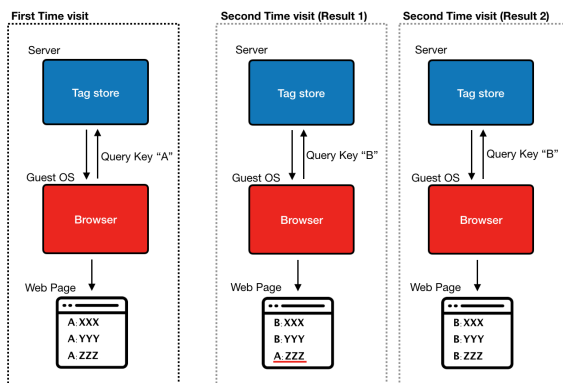 First Time visit
Server
Tag store
Query Key “A”
Guest OS
Browser
Web Page
A:XXX
A:YYY
A:ZZZ
Second Time visit (Result 1)
Server
Tag store
Query Key “B”
Guest OS
Browser
Web Page
B:XXX
B:YYY
A:ZZZ
Second Time visit (Result 2)
Server
Tag store
Query Key “B”
Guest OS
Browser
Web Page
B:XXX
B:YYY
B:ZZZ